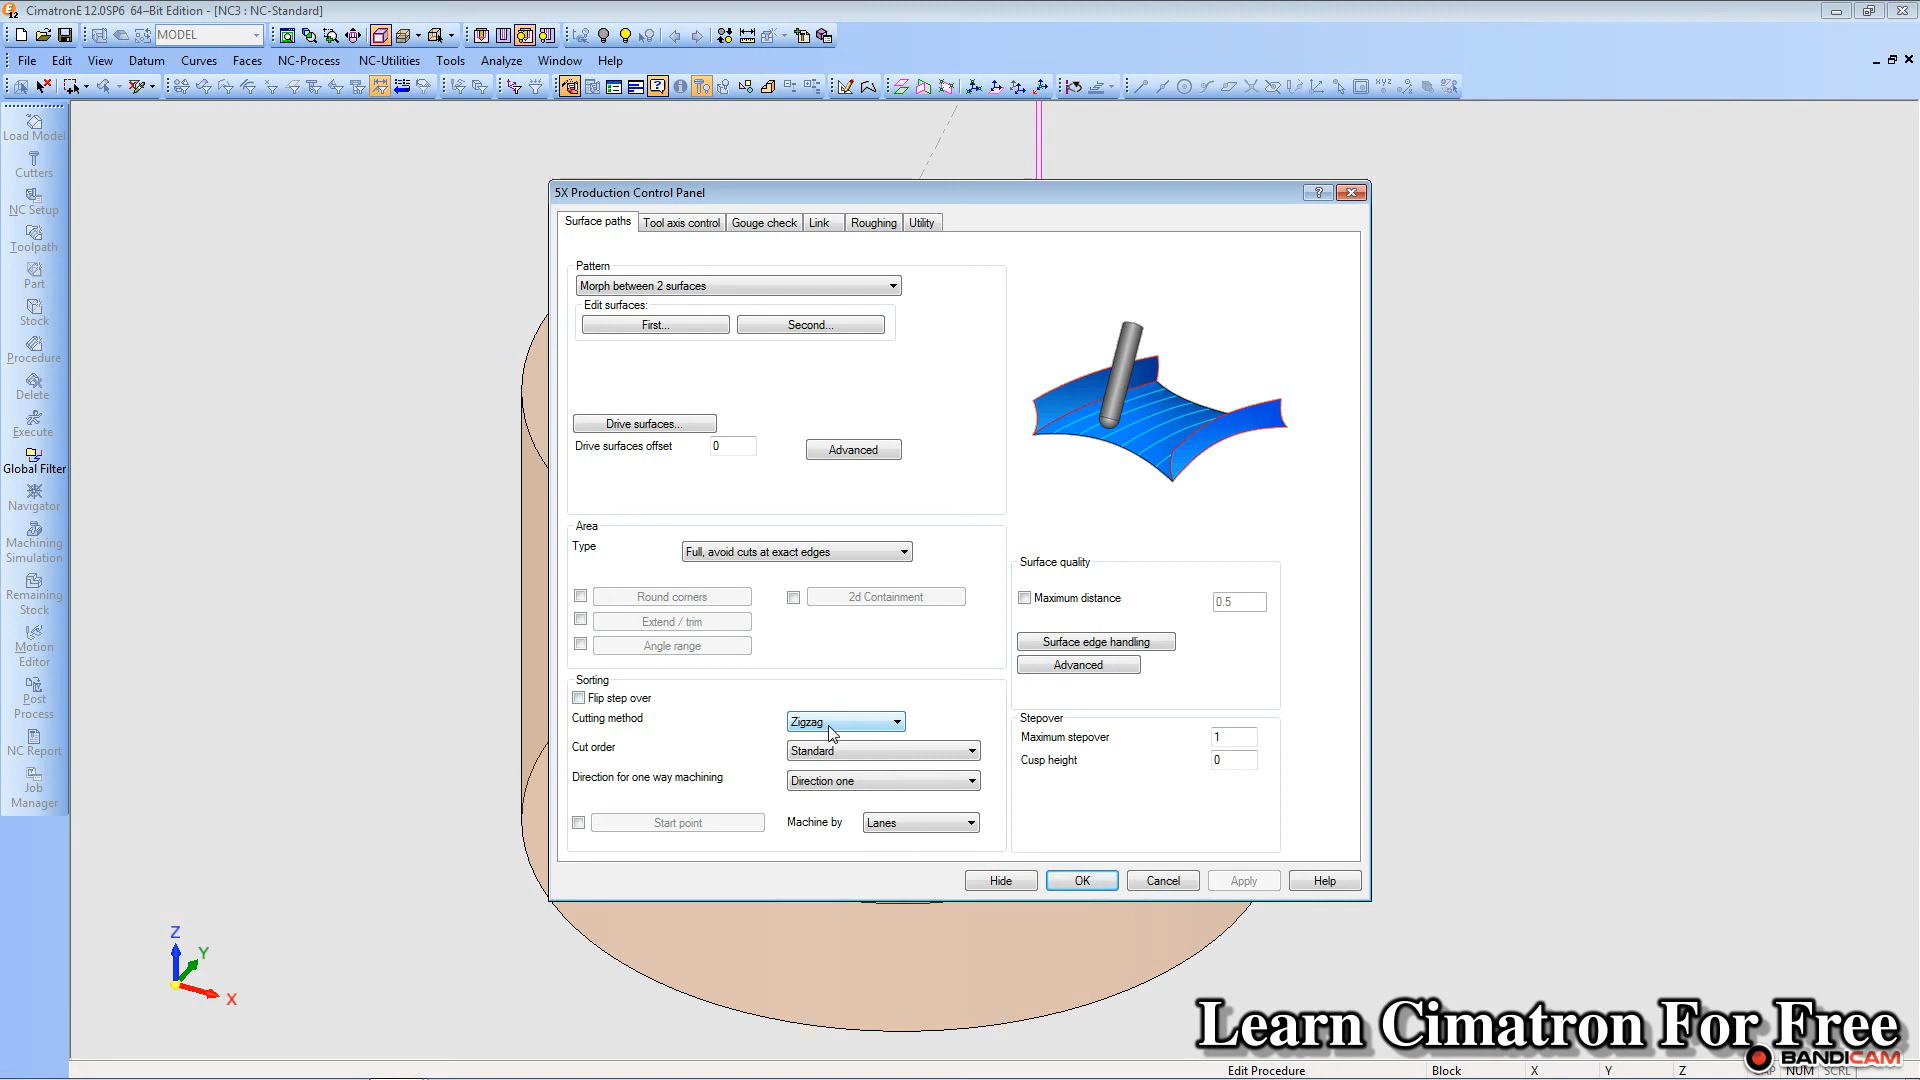 CimatronE 12.0SP6  64–Bit Edition - [NC3 : NC-Standard]
MODEL
File Edit View Datum Curves Faces NC-Process NC-Utilities Tools Analyze Window Help
Load Model
Cutters
NC Setup
Toolpath
Part
Stock
Procedure
Delete
Execute
Global Filter
Navigator
Machining
Simulation
Remaining
Stock
Motion
Editor
Post
Process
NC Report
Job
Manager
5X Production Control Panel
Surface paths Tool axis control Gouge check Link Roughing Utility
Pattern
Morph between 2 surfaces
Edit surfaces:
First... Second...
Drive surfaces...
Drive surfaces offset 0 Advanced
Area
Type Full, avoid cuts at exact edges
Round corners 2d Containment
Extend / trim
Angle range
Sorting
Flip step over
Cutting method Zigzag
Cut order Standard
Direction for one way machining Direction one
Start point Machine by Lanes
Surface quality
Maximum distance 0.5
Surface edge handling
Advanced
Stepover
Maximum stepover 1
Cusp height 0
Hide OK Cancel Apply Help
Z
Y
X
Learn Cimatron For Free
BANDICAM
Edit Procedure Block X Y Z CAP NUM SCRL